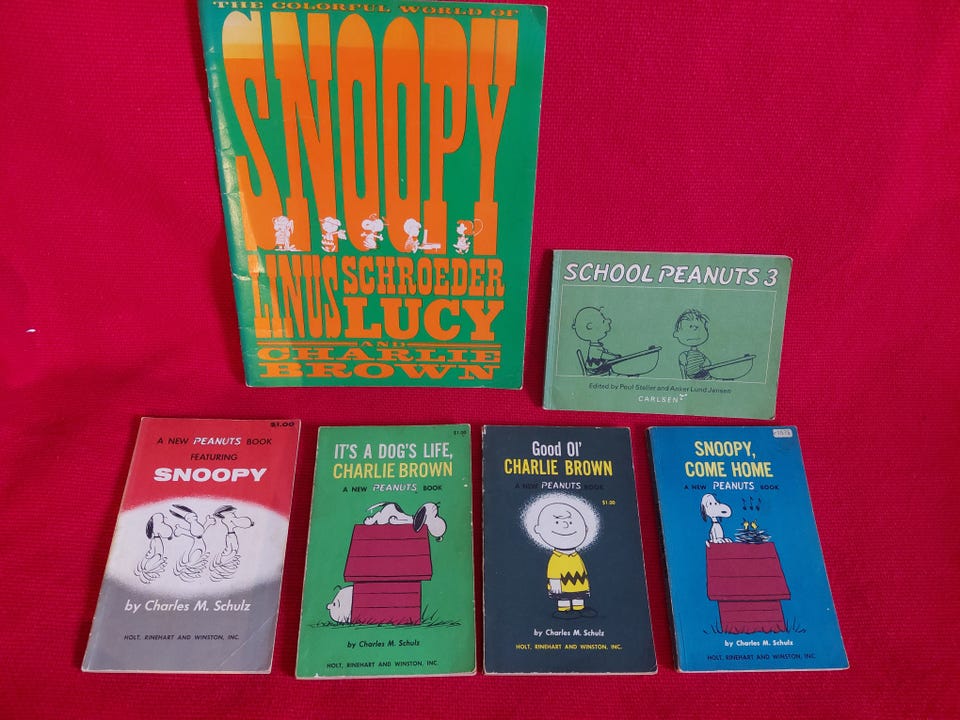 THE COLORFUL WORLD OF
SNOOPY
LINUS SCHROEDER
LUCY
AND
CHARLIE
BROWN
SCHOOL PEANUTS 3
Edited by Poul Steller and Anker Lund Jensen
CARLSEN
$1.00
A NEW PEANUTS BOOK
FEATURING
SNOOPY
by Charles M. Schulz
HOLT, RINEHART AND WINSTON, INC.
$1.00
IT'S A DOG'S LIFE,
CHARLIE BROWN
A NEW PEANUTS BOOK
by Charles M. Schulz
HOLT, RINEHART AND WINSTON, INC.
Good Ol'
CHARLIE BROWN
A NEW PEANUTS BOOK
$1.00
by Charles M. Schulz
HOLT, RINEHART AND WINSTON, INC.
SNOOPY,
COME HOME
A NEW PEANUTS BOOK
by Charles M. Schulz
HOLT, RINEHART AND WINSTON, INC.